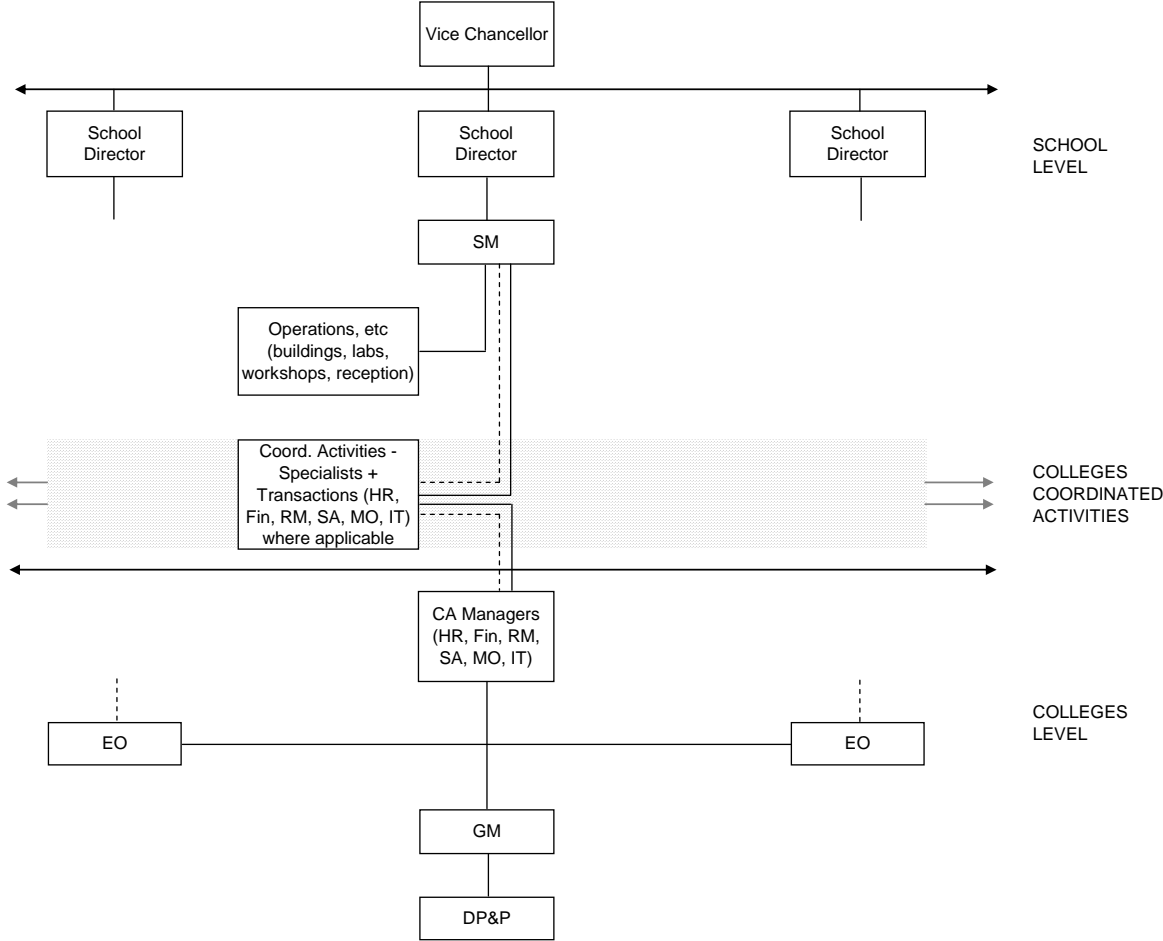 Vice Chancellor
School
Director
School
Director
School
Director
SCHOOL
LEVEL
SM
Operations, etc
(buildings, labs,
workshops, reception)
Coord. Activities -
Specialists +
Transactions (HR,
Fin, RM, SA, MO, IT)
where applicable
COLLEGES
COORDINATED
ACTIVITIES
CA Managers
(HR, Fin, RM,
SA, MO, IT)
EO
EO
COLLEGES
LEVEL
GM
DP&P